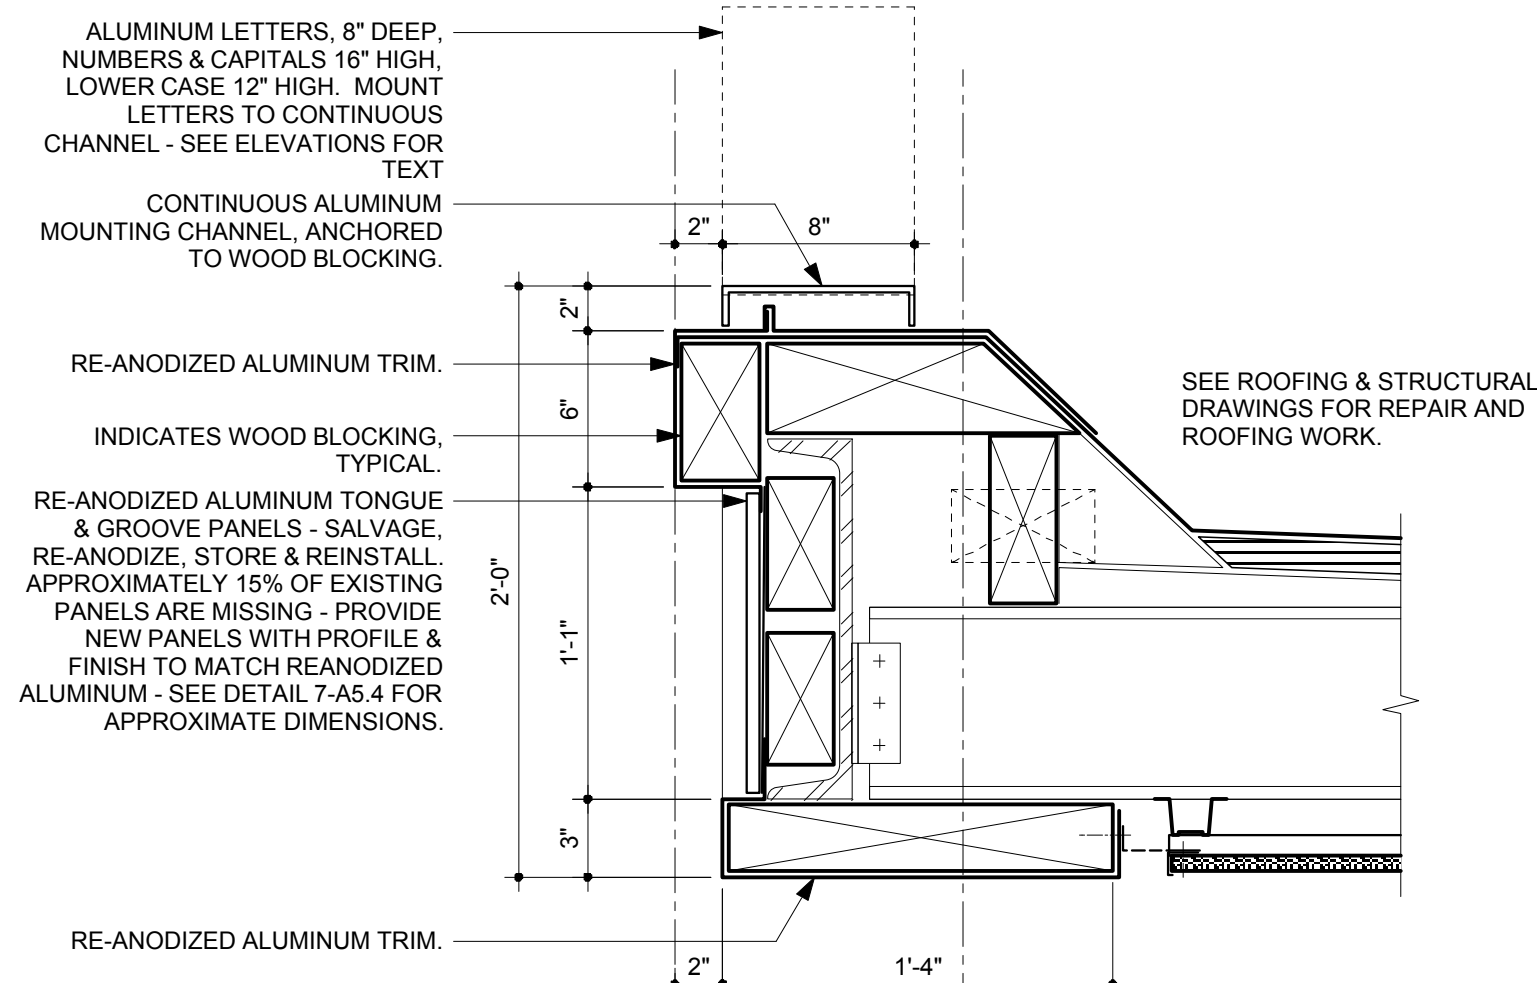 ALUMINUM LETTERS, 8" DEEP,
NUMBERS & CAPITALS 16" HIGH,
LOWER CASE 12" HIGH.  MOUNT
LETTERS TO CONTINUOUS
CHANNEL - SEE ELEVATIONS FOR
TEXT
CONTINUOUS ALUMINUM
MOUNTING CHANNEL, ANCHORED
TO WOOD BLOCKING.
2"
8"
2"
RE-ANODIZED ALUMINUM TRIM.
6"
SEE ROOFING & STRUCTURAL
DRAWINGS FOR REPAIR AND
ROOFING WORK.
INDICATES WOOD BLOCKING,
TYPICAL.
RE-ANODIZED ALUMINUM TONGUE
& GROOVE PANELS - SALVAGE,
RE-ANODIZE, STORE & REINSTALL.
APPROXIMATELY 15% OF EXISTING
PANELS ARE MISSING - PROVIDE
NEW PANELS WITH PROFILE &
FINISH TO MATCH REANODIZED
ALUMINUM - SEE DETAIL 7-A5.4 FOR
APPROXIMATE DIMENSIONS.
2'-0"
1'-1"
3"
RE-ANODIZED ALUMINUM TRIM.
2"
1'-4"